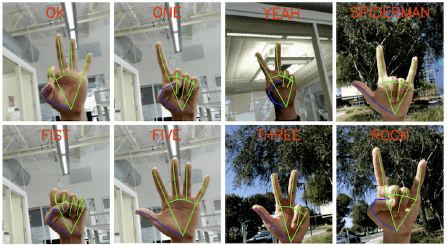 OK
ONE
YEAH
SPIDERMAN
FIST
FIVE
THREE
ROCK